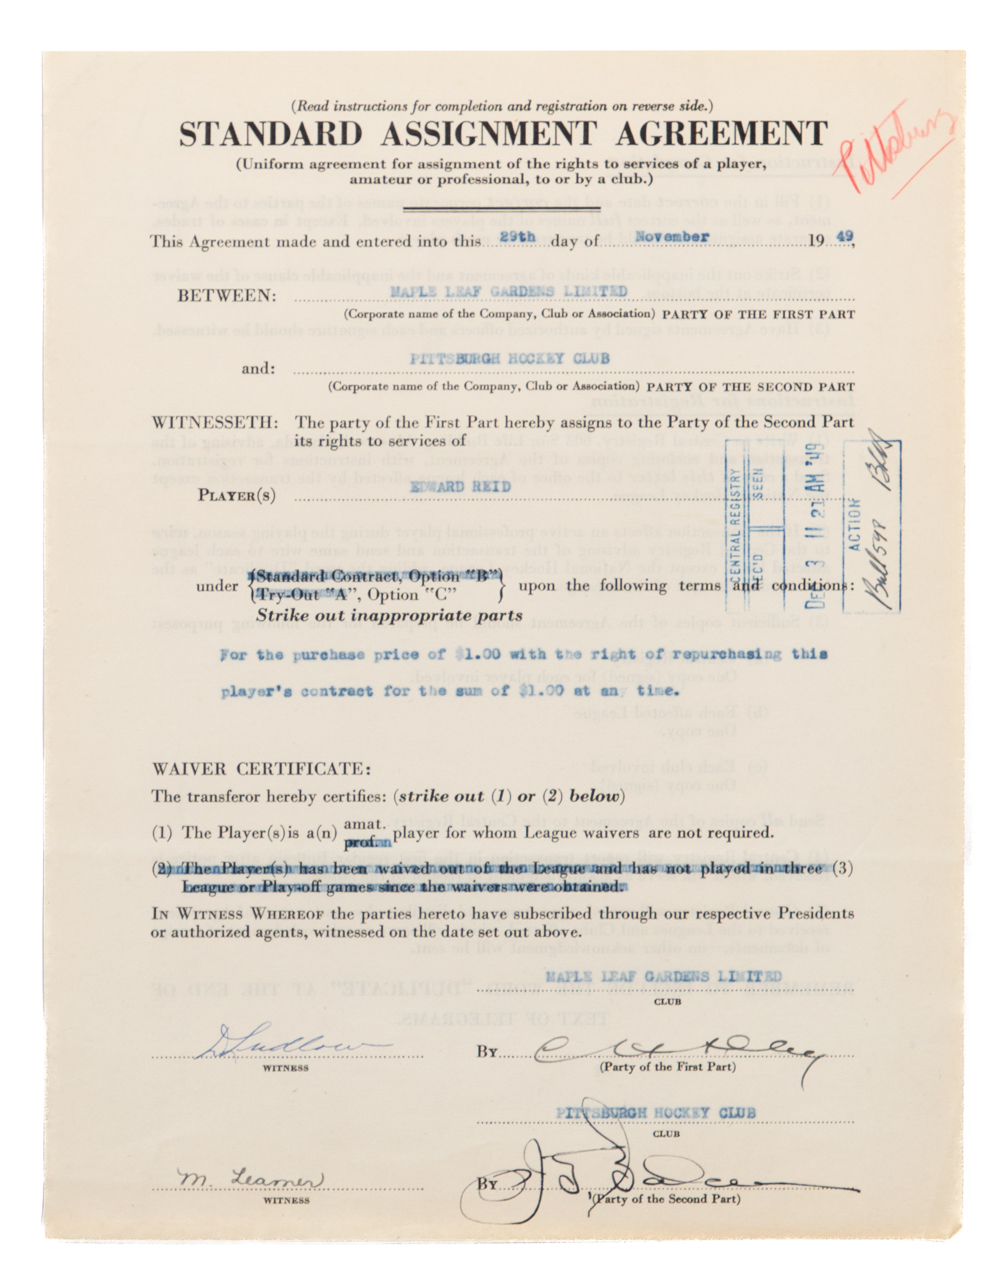 (Read instructions for completion and registration on reverse side.)
STANDARD ASSIGNMENT AGREEMENT
Pittsburg
(Uniform agreement for assignment of the rights to services of a player,
amateur or professional, to or by a club.)
This Agreement made and entered into this 29th day of November 19 49,
BETWEEN: MAPLE LEAF GARDENS LIMITED
(Corporate name of the Company, Club or Association) PARTY OF THE FIRST PART
and: PITTSBURGH HOCKEY CLUB
(Corporate name of the Company, Club or Association) PARTY OF THE SECOND PART
WITNESSETH: The party of the First Part hereby assigns to the Party of the Second Part
its rights to services of
PLAYER(S) EDWARD REID
CENTRAL REGISTRY
SEEN
REC'D
DEC 3 11 21 AM '49
ACTION
Bull 598
under {Standard Contract, Option "B"} upon the following terms and conditions:
{Try-Out "A", Option "C" }
Strike out inappropriate parts
For the purchase price of $1.00 with the right of repurchasing this
player's contract for the sum of $1.00 at any time.
WAIVER CERTIFICATE:
The transferor hereby certifies: (strike out (1) or (2) below)
(1) The Player(s) is a(n) amat. player for whom League waivers are not required.
prof.
(2) The Player(s) has been waived out of the League and has not played in three (3)
League or Play-off games since the waivers were obtained.
IN WITNESS WHEREOF the parties hereto have subscribed through our respective Presidents
or authorized agents, witnessed on the date set out above.
MAPLE LEAF GARDENS LIMITED
CLUB
D Ludlow
BY
WITNESS
(Party of the First Part)
PITTSBURGH HOCKEY CLUB
CLUB
M. Leamer
BY
WITNESS
(Party of the Second Part)